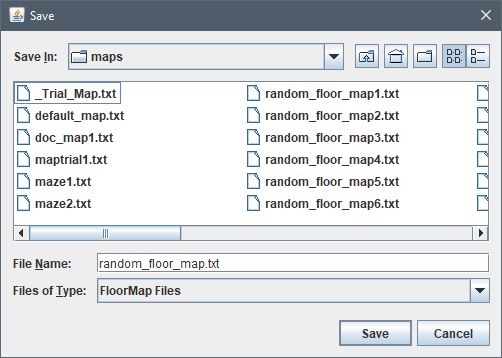 Save
Save In: maps
_Trial_Map.txt
default_map.txt
doc_map1.txt
maptrial1.txt
maze1.txt
maze2.txt
random_floor_map1.txt
random_floor_map2.txt
random_floor_map3.txt
random_floor_map4.txt
random_floor_map5.txt
random_floor_map6.txt
File Name: random_floor_map.txt
Files of Type: FloorMap Files
Save Cancel